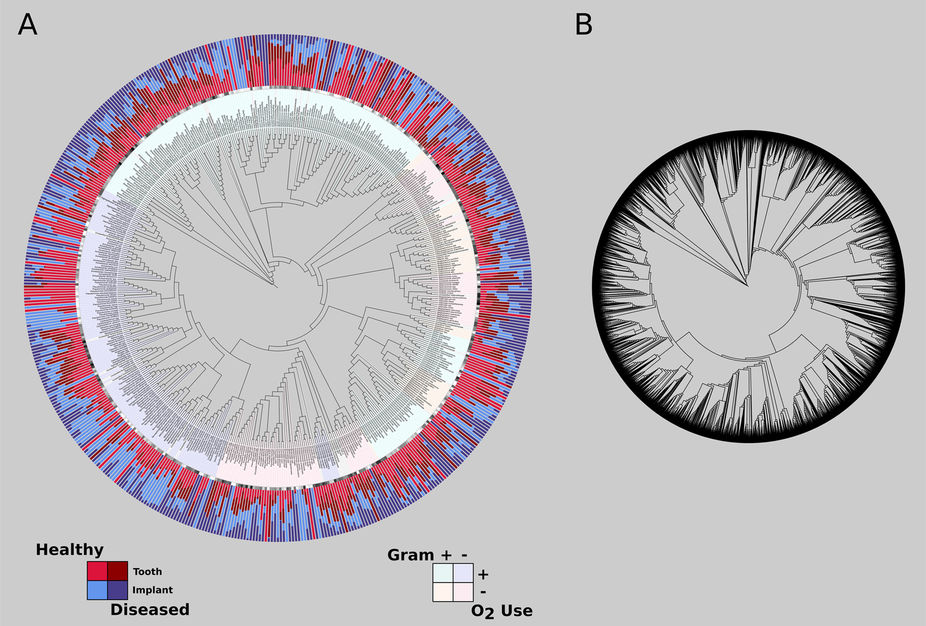 A
B
Healthy
Tooth
Implant
Diseased
Gram + -
+
-
O2 Use